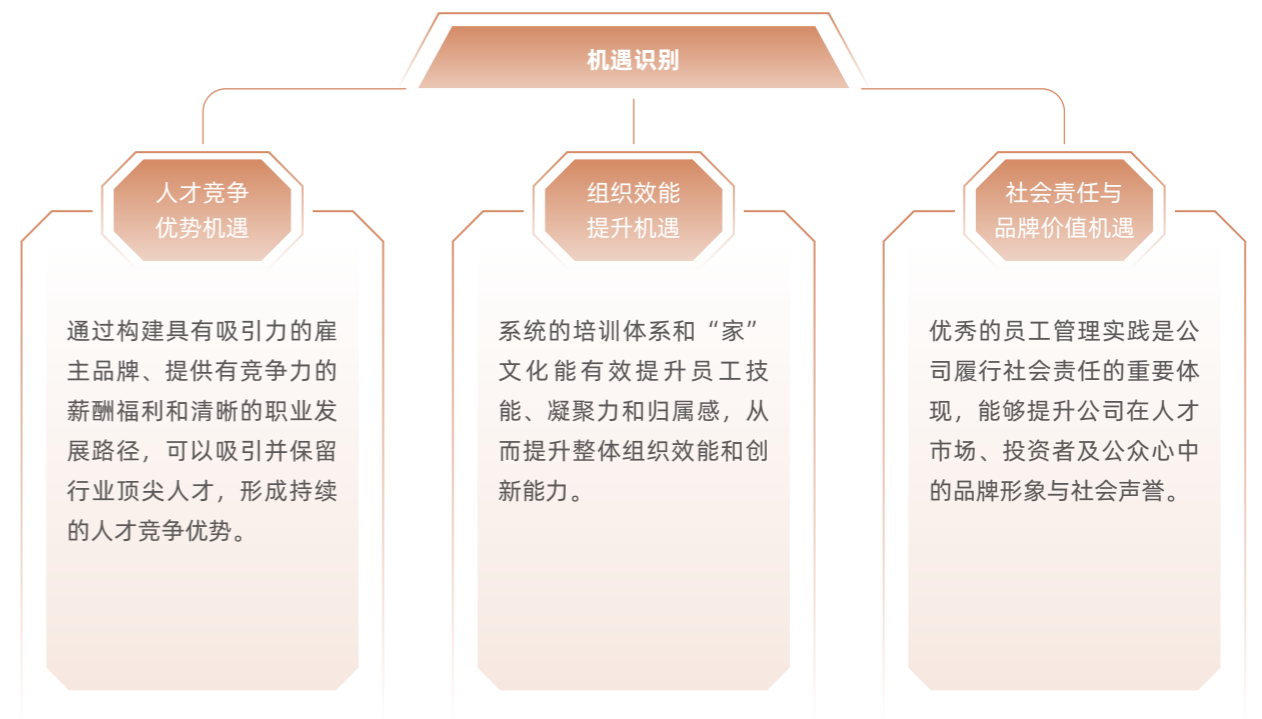 机遇识别
人才竞争
优势机遇
通过构建具有吸引力的雇
主品牌、提供有竞争力的
薪酬福利和清晰的职业发
展路径，可以吸引并保留
行业顶尖人才，形成持续
的人才竞争优势。
组织效能
提升机遇
系统的培训体系和“家”
文化能有效提升员工技
能、凝聚力和归属感，从
而提升整体组织效能和创
新能力。
社会责任与
品牌价值机遇
优秀的员工管理实践是公
司履行社会责任的重要体
现，能够提升公司在人才
市场、投资者及公众心中
的品牌形象与社会声誉。